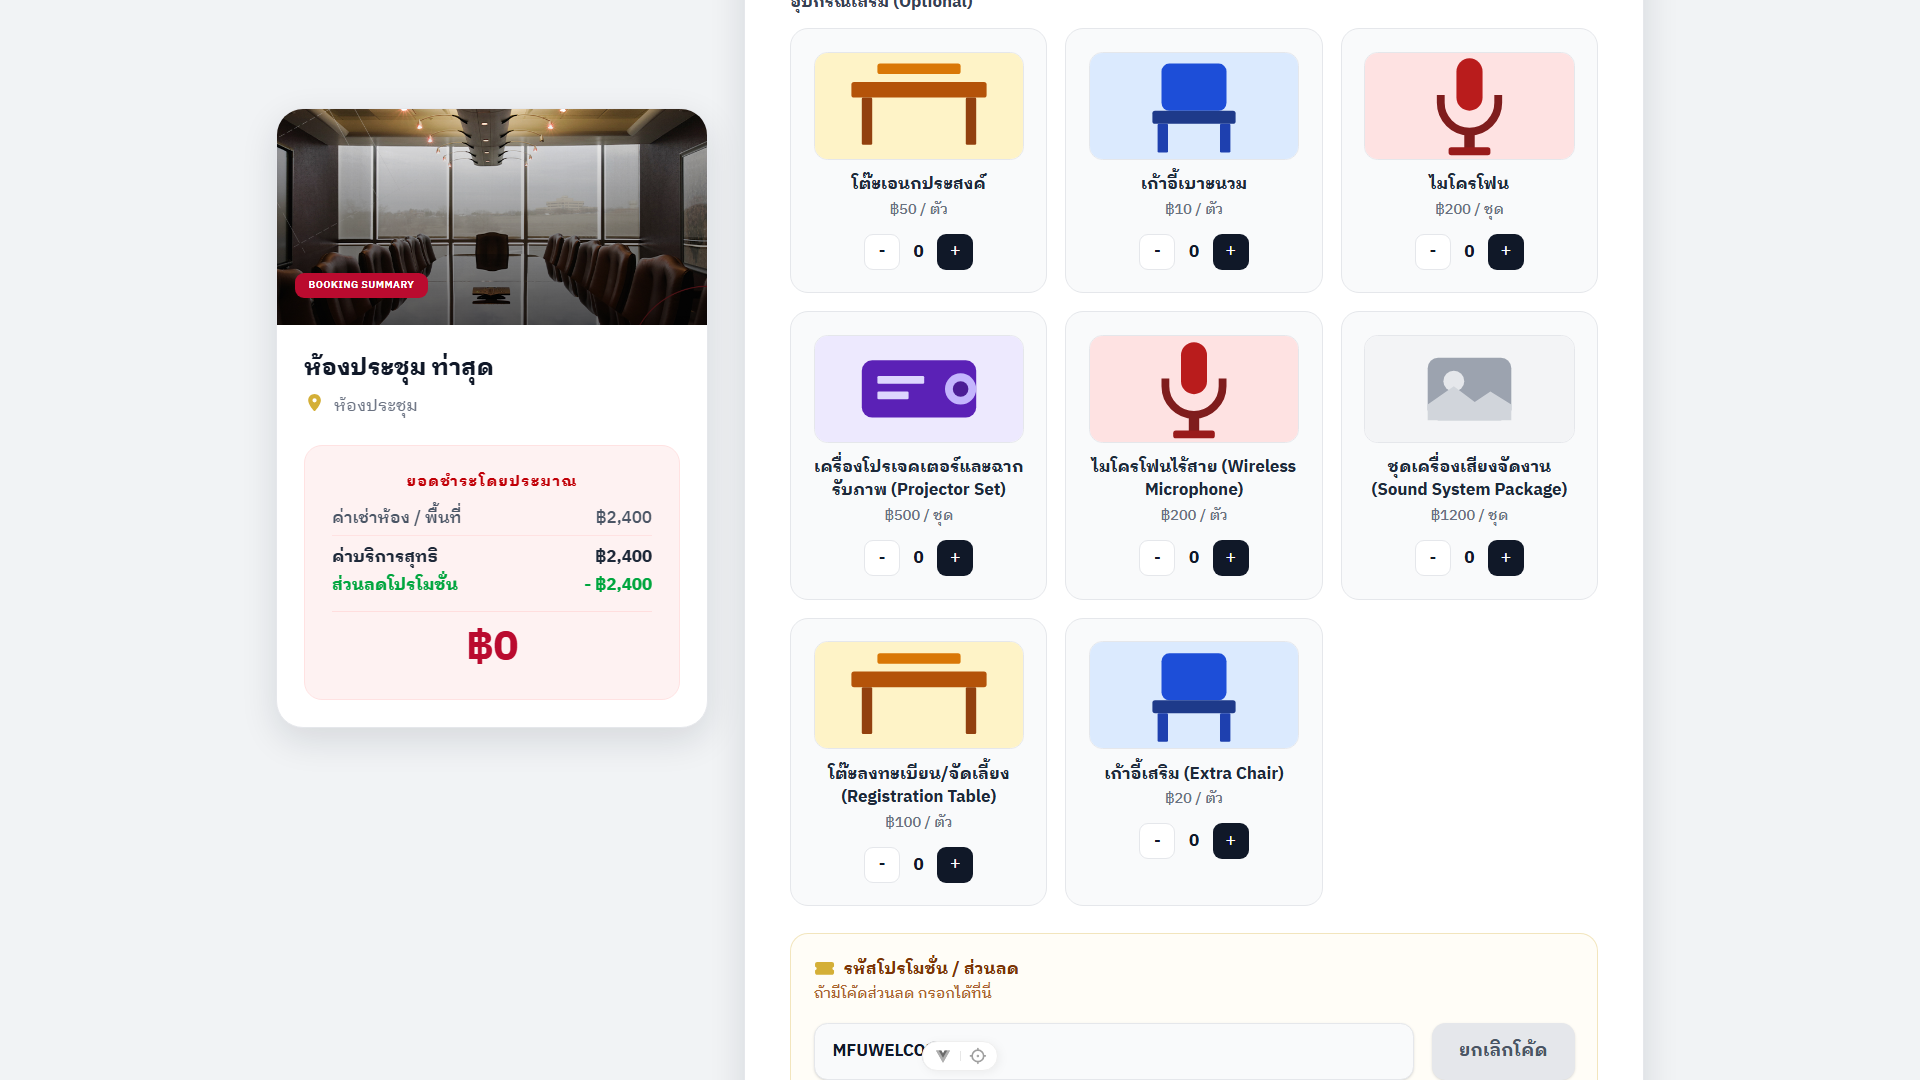 BOOKING SUMMARY
ห้องประชุม ท่าสุด
ห้องประชุม
ยอดชำระโดยประมาณ
ค่าเช่าห้อง / พื้นที่ ฿2,400
ค่าบริการสุทธิ ฿2,400
ส่วนลดโปรโมชั่น - ฿2,400
฿0
อุปกรณ์เสริม (Optional)
โต๊ะเอนกประสงค์
฿50 / ตัว
- 0 +
เก้าอี้เบาะนวม
฿10 / ตัว
- 0 +
ไมโครโฟน
฿200 / ชุด
- 0 +
เครื่องโปรเจคเตอร์และฉาก
รับภาพ (Projector Set)
฿500 / ชุด
- 0 +
ไมโครโฟนไร้สาย (Wireless
Microphone)
฿200 / ตัว
- 0 +
ชุดเครื่องเสียงจัดงาน
(Sound System Package)
฿1200 / ชุด
- 0 +
โต๊ะลงทะเบียน/จัดเลี้ยง
(Registration Table)
฿100 / ตัว
- 0 +
เก้าอี้เสริม (Extra Chair)
฿20 / ตัว
- 0 +
รหัสโปรโมชั่น / ส่วนลด
ถ้ามีโค้ดส่วนลด กรอกได้ที่นี่
ยกเลิกโค้ด